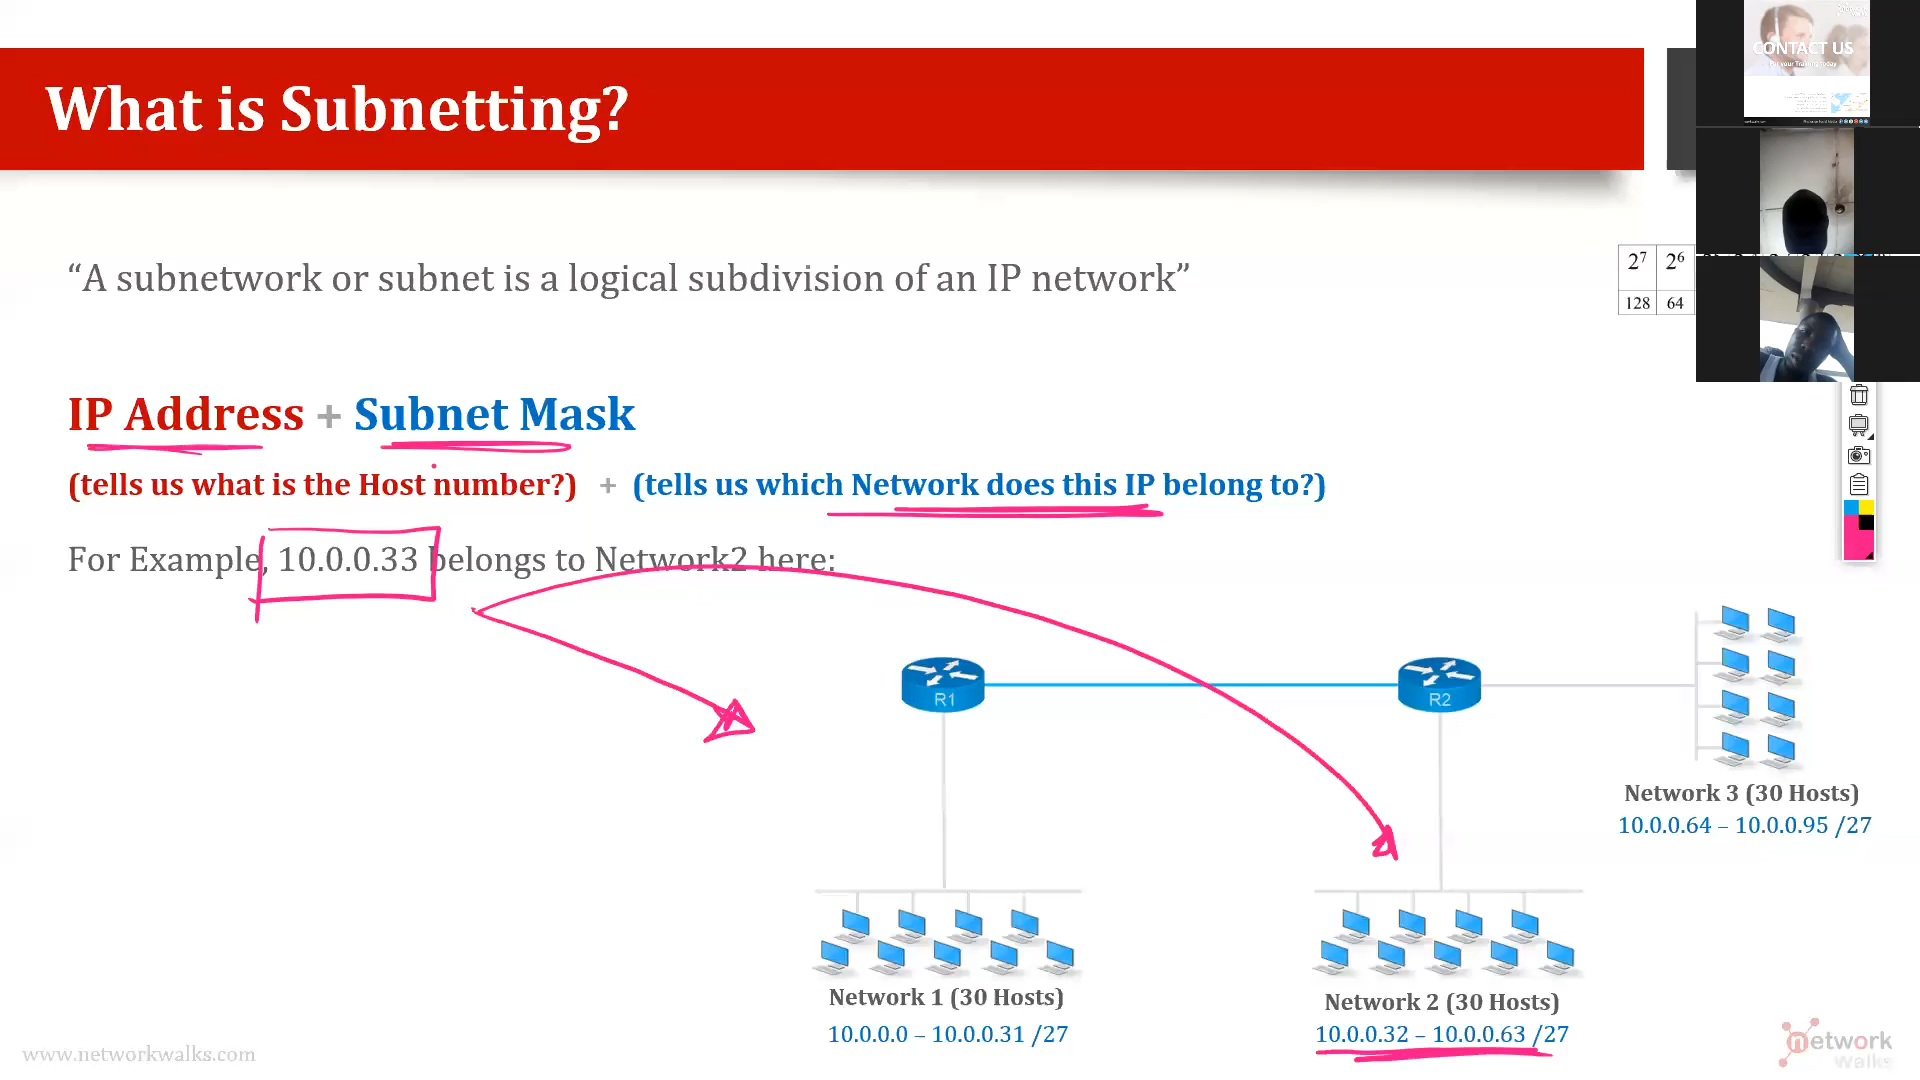 CONTACT US
What is Subnetting?
“A subnetwork or subnet is a logical subdivision of an IP network”
2⁷ 2⁶
128 64
IP Address + Subnet Mask
(tells us what is the Host number?) + (tells us which Network does this IP belong to?)
For Example, 10.0.0.33 belongs to Network2 here:
R1
R2
Network 3 (30 Hosts)
10.0.0.64 – 10.0.0.95 /27
Network 1 (30 Hosts)
10.0.0.0 – 10.0.0.31 /27
Network 2 (30 Hosts)
10.0.0.32 – 10.0.0.63 /27
www.networkwalks.com
network
Walks